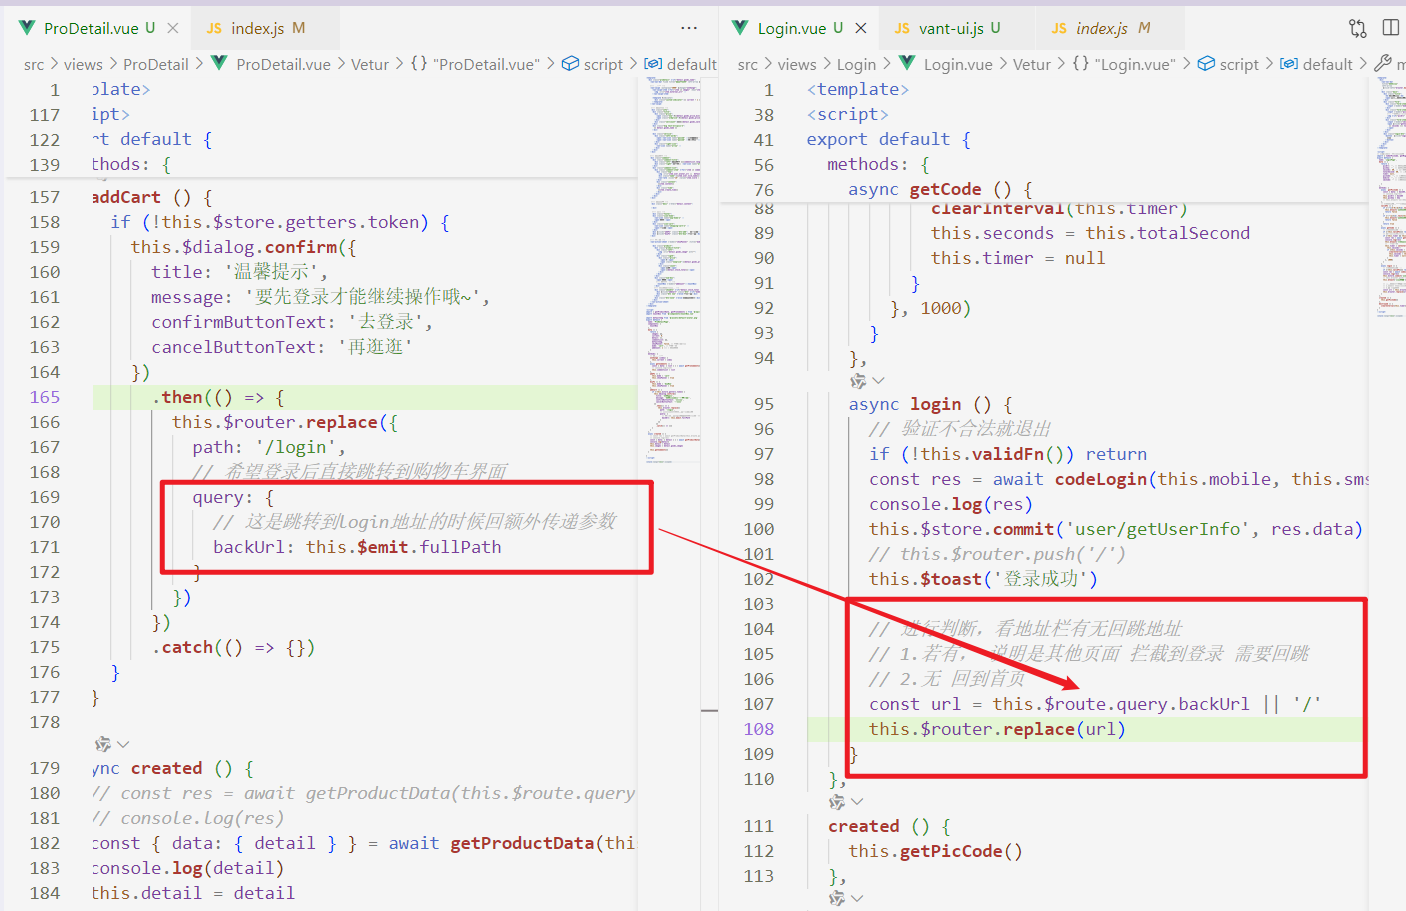 ProDetail.vue U
JS index.js M
src > views > ProDetail > ProDetail.vue > Vetur > {} "ProDetail.vue" > script > default
1 plate>
117 ipt>
122 rt default {
139 thods: {
157 addCart () {
158 if (!this.$store.getters.token) {
159 this.$dialog.confirm({
160 title: '温馨提示',
161 message: '要先登录才能继续操作哦~',
162 confirmButtonText: '去登录',
163 cancelButtonText: '再逛逛'
164 })
165 .then(() => {
166 this.$router.replace({
167 path: '/login',
168 // 希望登录后直接跳转到购物车界面
169 query: {
170 // 这是跳转到login地址的时候回额外传递参数
171 backUrl: this.$emit.fullPath
172 }
173 })
174 })
175 .catch(() => {})
176 }
177 }
178
179 ync created () {
180 // const res = await getProductData(this.$route.query
181 // console.log(res)
182 const { data: { detail } } = await getProductData(thi
183 console.log(detail)
184 this.detail = detail
Login.vue U
JS vant-ui.js U
JS index.js M
src > views > Login > Login.vue > Vetur > {} "Login.vue" > script > default > m
1 <template>
38 <script>
41 export default {
56 methods: {
76 async getCode () {
88 clearInterval(this.timer)
89 this.seconds = this.totalSecond
90 this.timer = null
91 }
92 }, 1000)
93 }
94 },
95 async login () {
96 // 验证不合法就退出
97 if (!this.validFn()) return
98 const res = await codeLogin(this.mobile, this.sms
99 console.log(res)
100 this.$store.commit('user/getUserInfo', res.data)
101 // this.$router.push('/')
102 this.$toast('登录成功')
103
104 // 进行判断，看地址栏有无回跳地址
105 // 1.若有， 说明是其他页面 拦截到登录 需要回跳
106 // 2.无 回到首页
107 const url = this.$route.query.backUrl || '/'
108 this.$router.replace(url)
109 }
110 },
111 created () {
112 this.getPicCode()
113 },